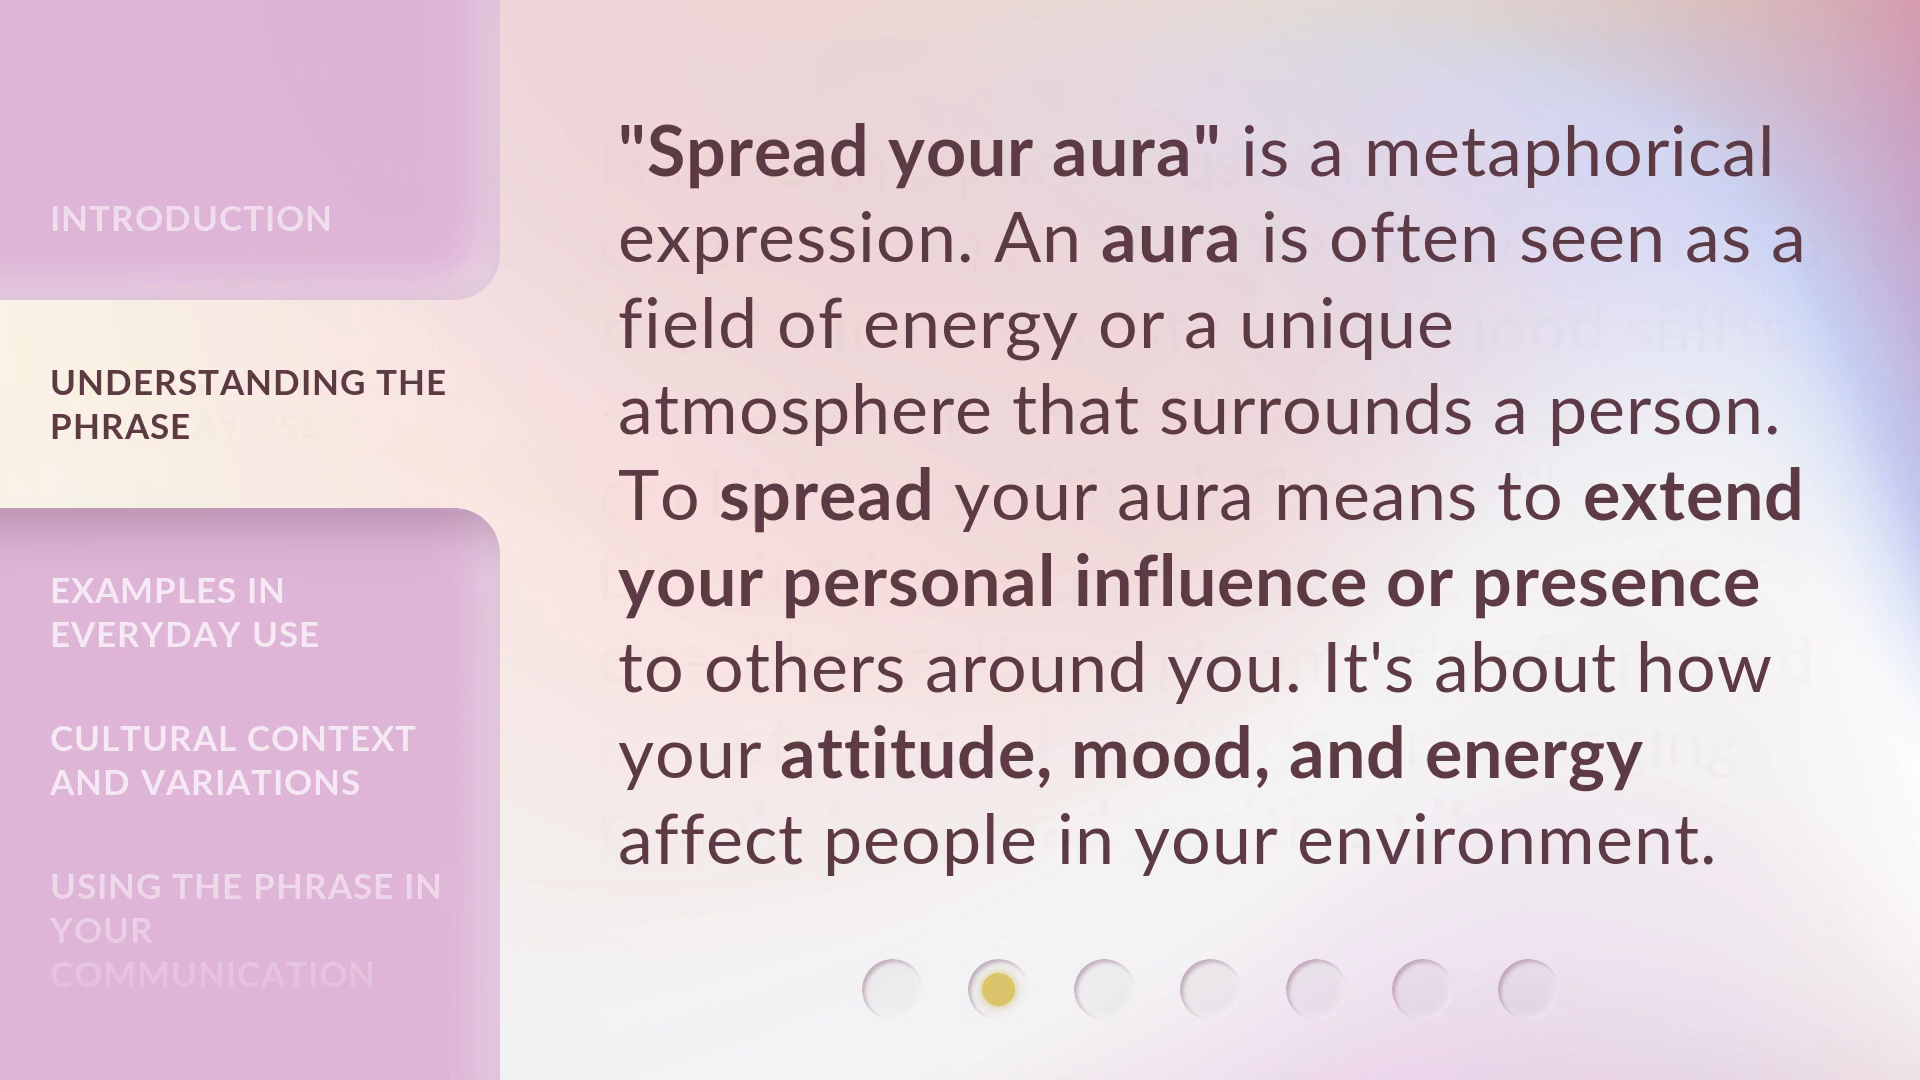 INTRODUCTION
UNDERSTANDING THE
PHRASE
EXAMPLES IN
EVERYDAY USE
CULTURAL CONTEXT
AND VARIATIONS
USING THE PHRASE IN
YOUR
COMMUNICATION
"Spread your aura" is a metaphorical
expression. An aura is often seen as a
field of energy or a unique
atmosphere that surrounds a person.
To spread your aura means to extend
your personal influence or presence
to others around you. It's about how
your attitude, mood, and energy
affect people in your environment.